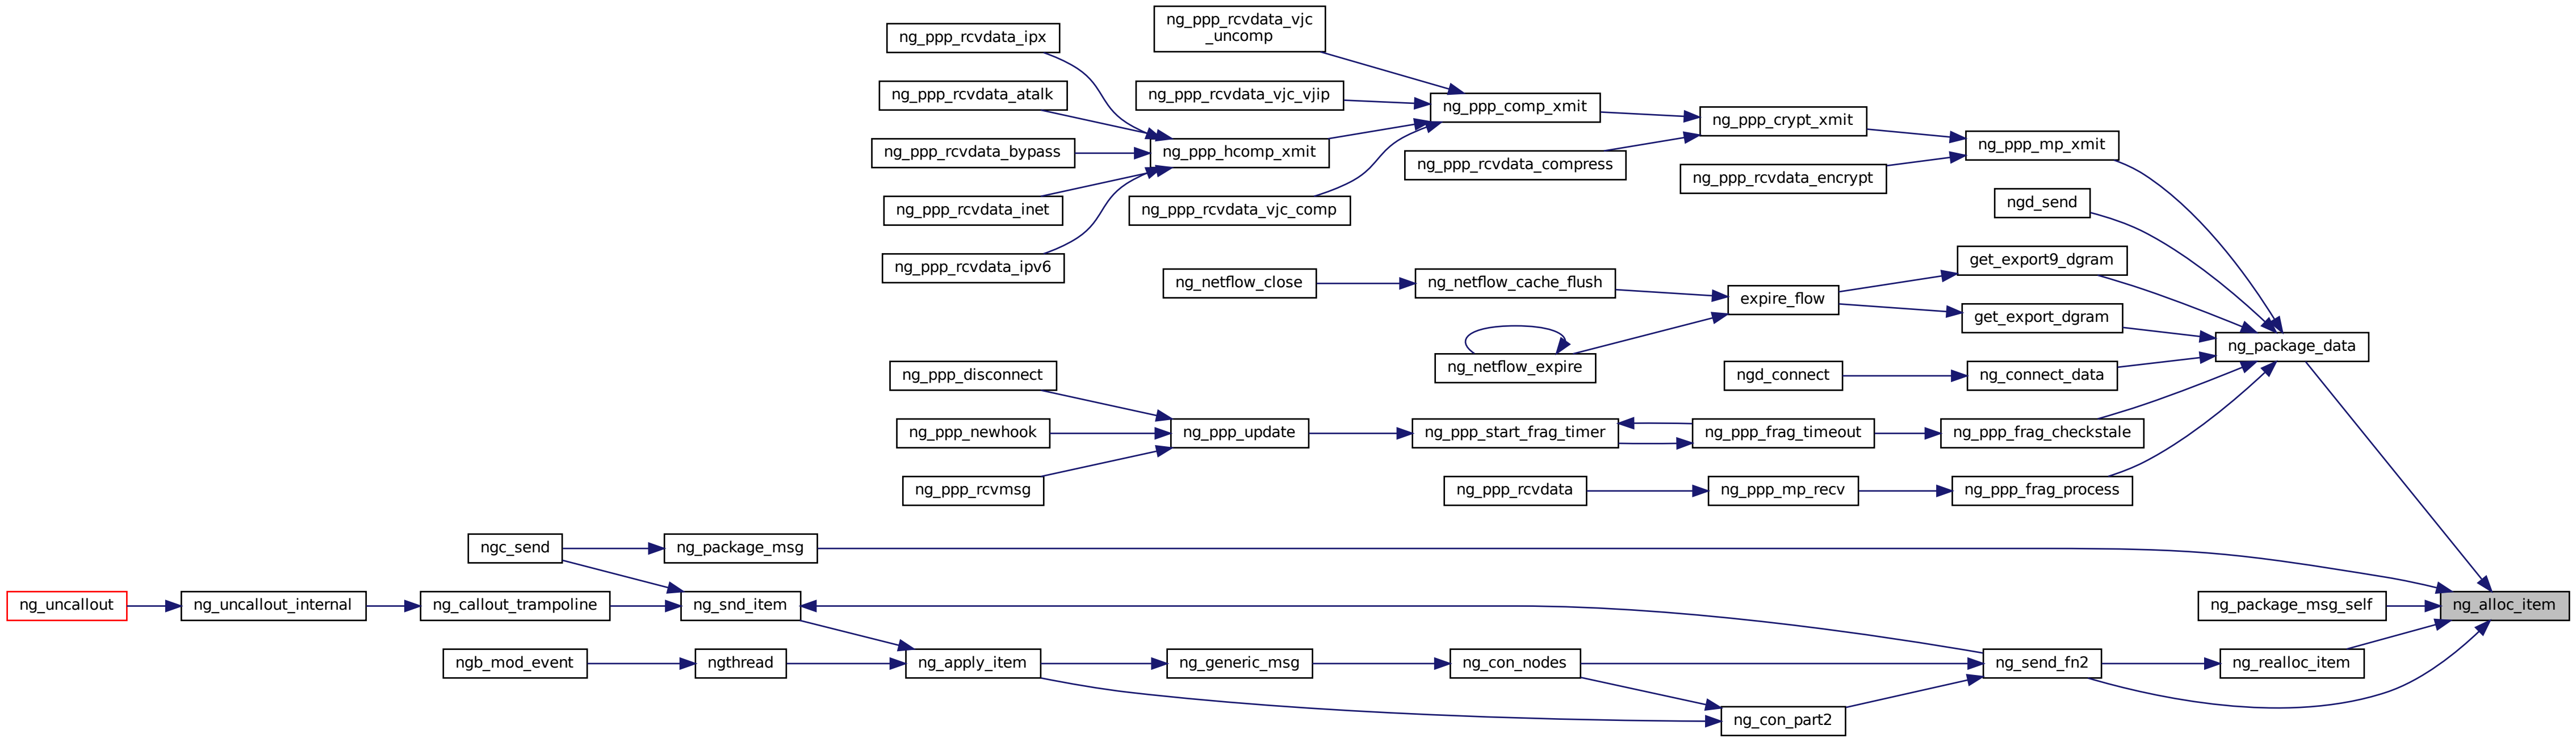 ng_ppp_rcvdata_vjc
_uncomp
ng_ppp_rcvdata_ipx
ng_ppp_rcvdata_atalk
ng_ppp_rcvdata_vjc_vjip
ng_ppp_comp_xmit
ng_ppp_crypt_xmit
ng_ppp_mp_xmit
ng_ppp_rcvdata_bypass
ng_ppp_hcomp_xmit
ng_ppp_rcvdata_compress
ng_ppp_rcvdata_encrypt
ng_ppp_rcvdata_inet
ng_ppp_rcvdata_vjc_comp
ngd_send
ng_ppp_rcvdata_ipv6
get_export9_dgram
ng_netflow_close
ng_netflow_cache_flush
expire_flow
get_export_dgram
ng_package_data
ng_netflow_expire
ng_ppp_disconnect
ngd_connect
ng_connect_data
ng_ppp_newhook
ng_ppp_update
ng_ppp_start_frag_timer
ng_ppp_frag_timeout
ng_ppp_frag_checkstale
ng_ppp_rcvmsg
ng_ppp_rcvdata
ng_ppp_mp_recv
ng_ppp_frag_process
ngc_send
ng_package_msg
ng_uncallout
ng_uncallout_internal
ng_callout_trampoline
ng_snd_item
ng_package_msg_self
ng_alloc_item
ngb_mod_event
ngthread
ng_apply_item
ng_generic_msg
ng_con_nodes
ng_send_fn2
ng_realloc_item
ng_con_part2